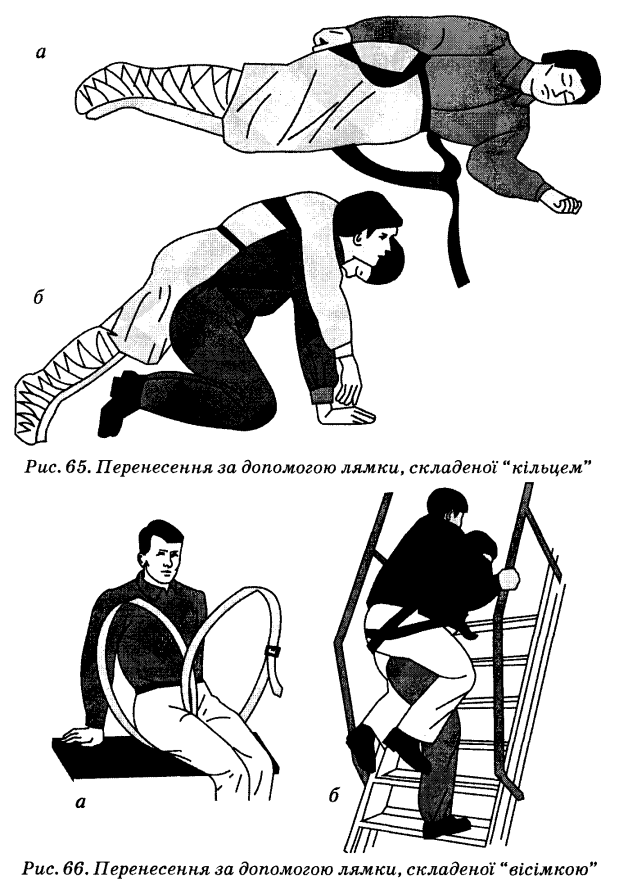 а
б
Рис. 65. Перенесення за допомогою лямки, складеної “кільцем”
а
б
Рис. 66. Перенесення за допомогою лямки, складеної “вісімкою”